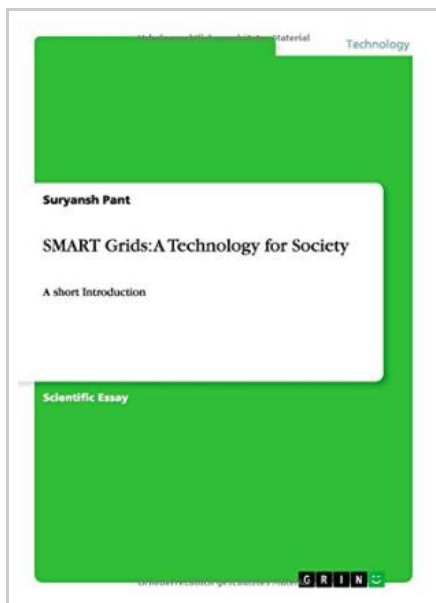 Technology
Suryansh Pant
SMART Grids: A Technology for Society
A short Introduction
Scientific Essay
GRIN